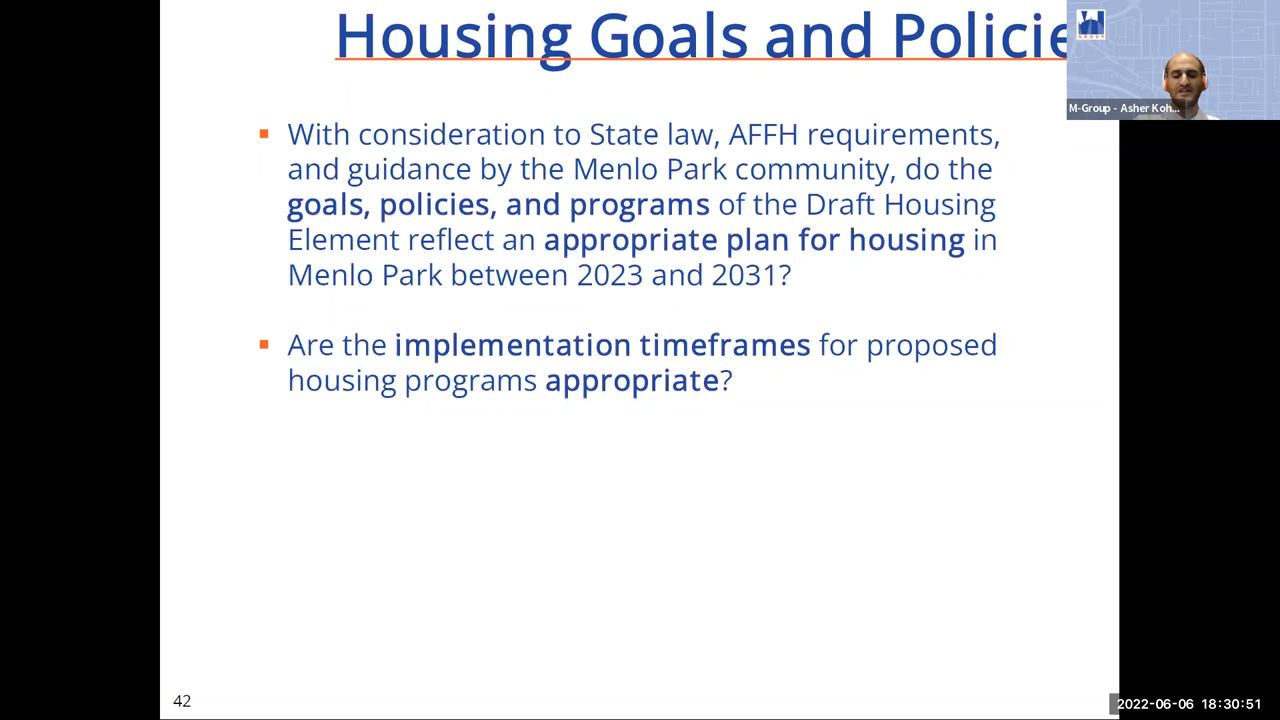 Housing Goals and Policie
GROUP
M-Group - Asher Koh...
With consideration to State law, AFFH requirements,
and guidance by the Menlo Park community, do the
goals, policies, and programs of the Draft Housing
Element reflect an appropriate plan for housing in
Menlo Park between 2023 and 2031?
Are the implementation timeframes for proposed
housing programs appropriate?
42
2022-06-06 18:30:51